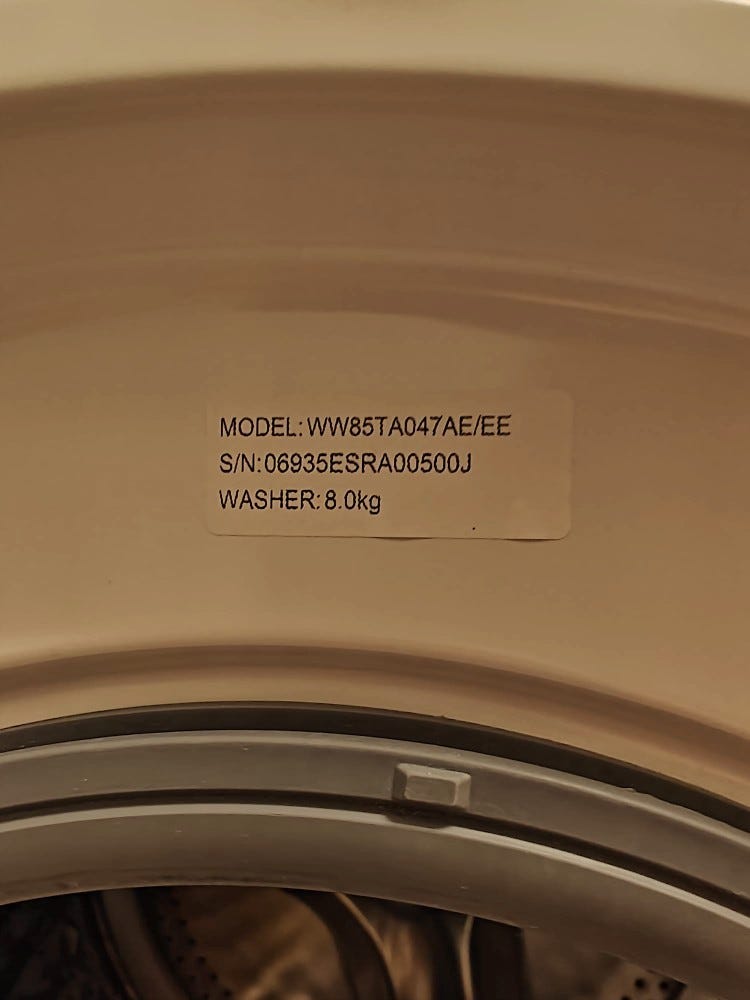 MODEL:WW85TA047AE/EE
S/N:06935ESRA00500J
WASHER:8.0kg